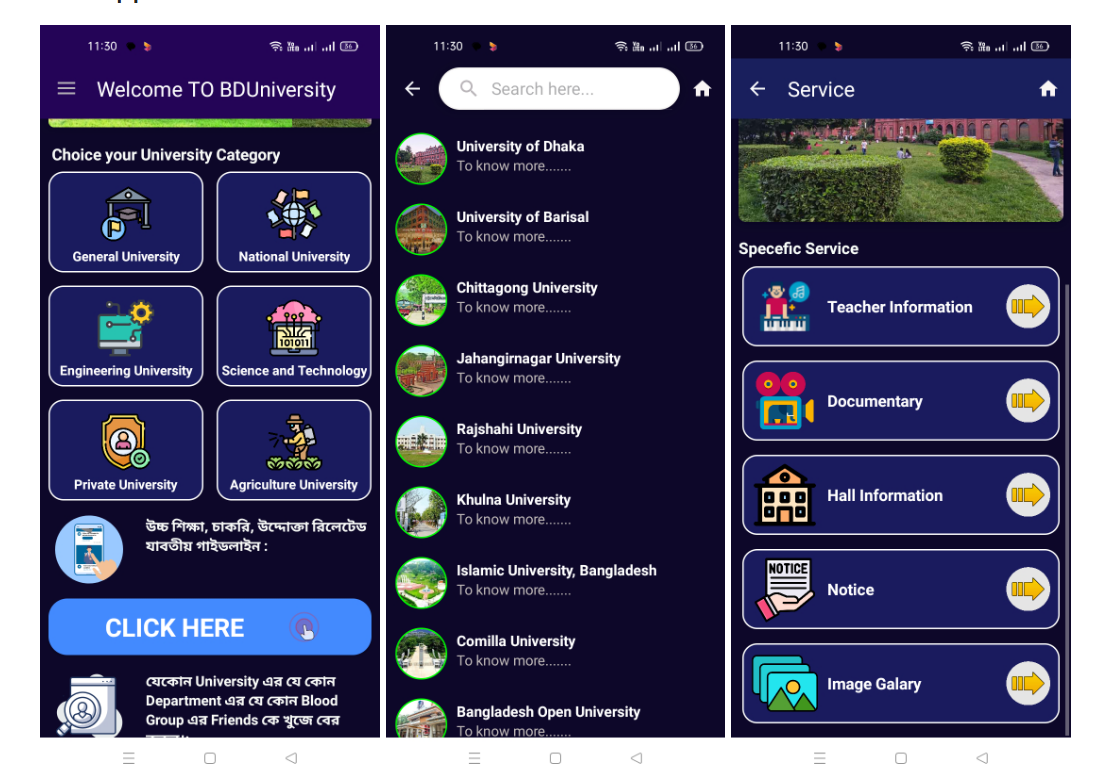 11:30
36
Welcome TO BDUniversity
Choice your University Category
General University
National University
Engineering University
101011
Science and Technology
Private University
Agriculture University
উচ্চ শিক্ষা, চাকরি, উদ্দোক্তা রিলেটেড
যাবতীয় গাইডলাইন :
CLICK HERE
যেকোন University এর যে কোন
Department এর যে কোন Blood
Group এর Friends কে খুজে বের
11:30
36
Search here...
University of Dhaka
To know more.......
University of Barisal
To know more.......
Chittagong University
To know more.......
Jahangirnagar University
To know more.......
Rajshahi University
To know more.......
Khulna University
To know more.......
Islamic University, Bangladesh
To know more.......
Comilla University
To know more.......
Bangladesh Open University
To know more.......
11:30
36
Service
Specefic Service
Teacher Information
Documentary
Hall Information
NOTICE
Notice
Image Galary